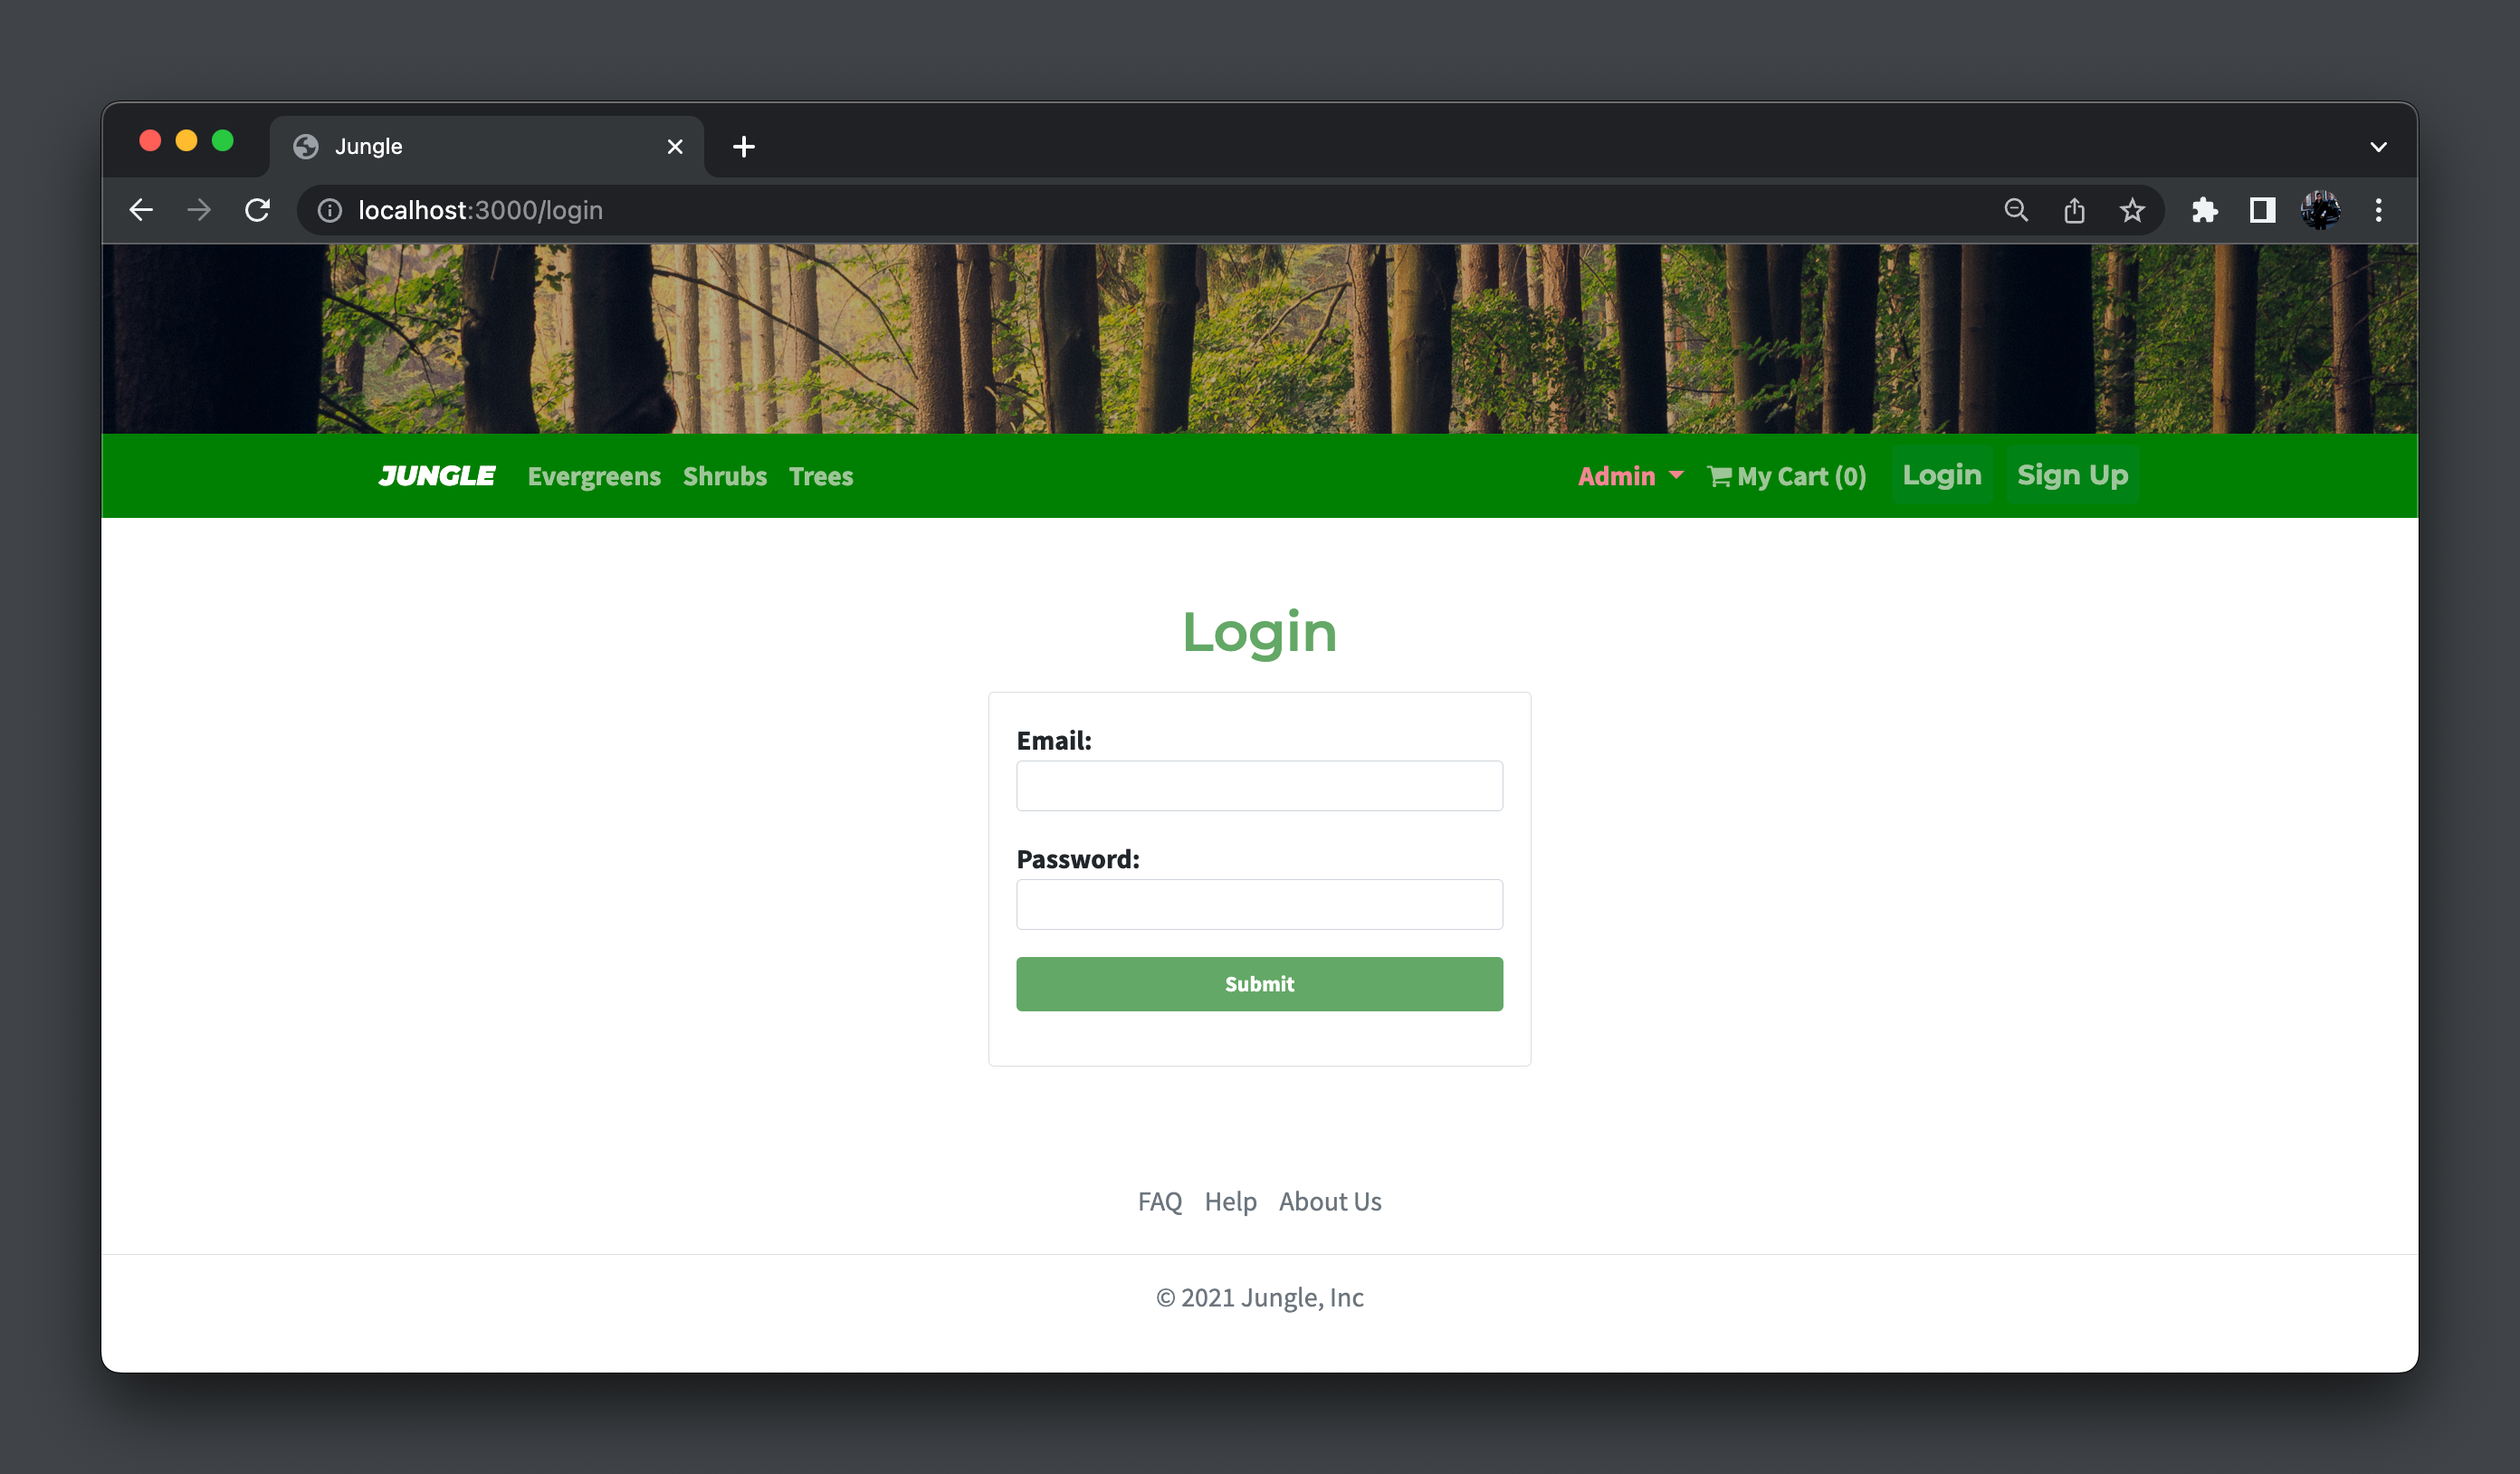 Jungle
localhost:3000/login
JUNGLE Evergreens Shrubs Trees Admin My Cart (0) Login Sign Up
Login
Email:
Password:
Submit
FAQ Help About Us
© 2021 Jungle, Inc